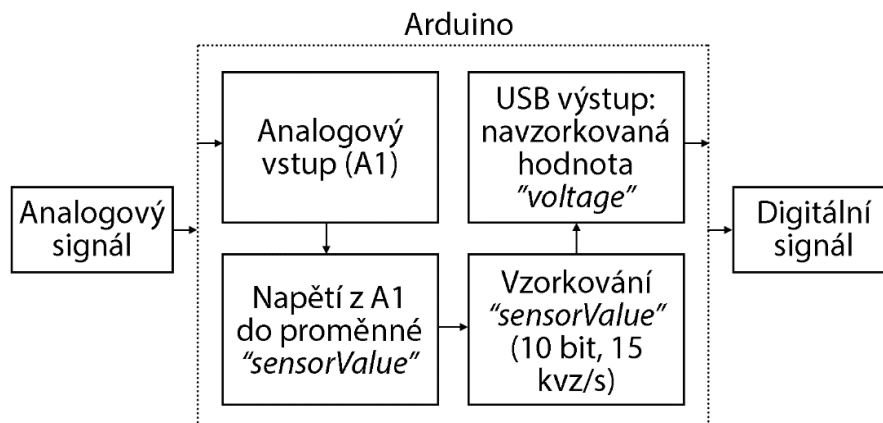 Arduino
Analogový
signál
Analogový
vstup (A1)
Napětí z A1
do proměnné
“sensorValue”
Vzorkování
“sensorValue”
(10 bit, 15
kvz/s)
USB výstup:
navzorkovaná
hodnota
”voltage”
Digitální
signál